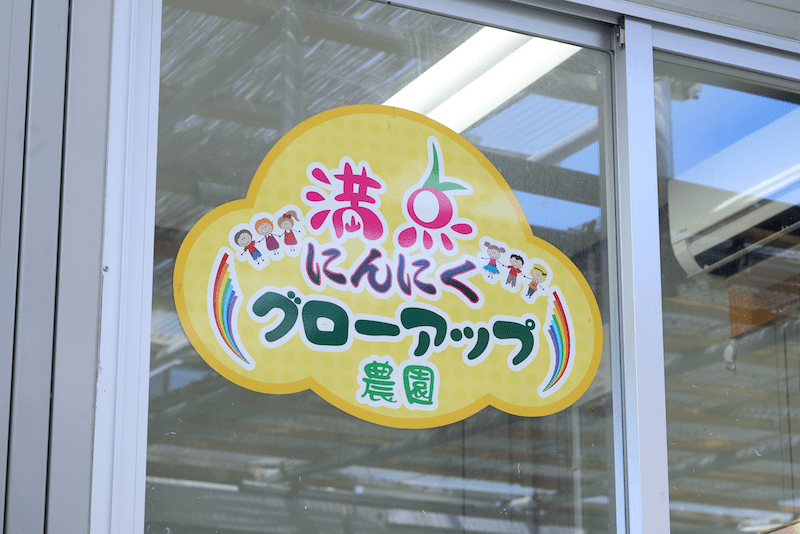 満点
にんにく
グローアップ
農園